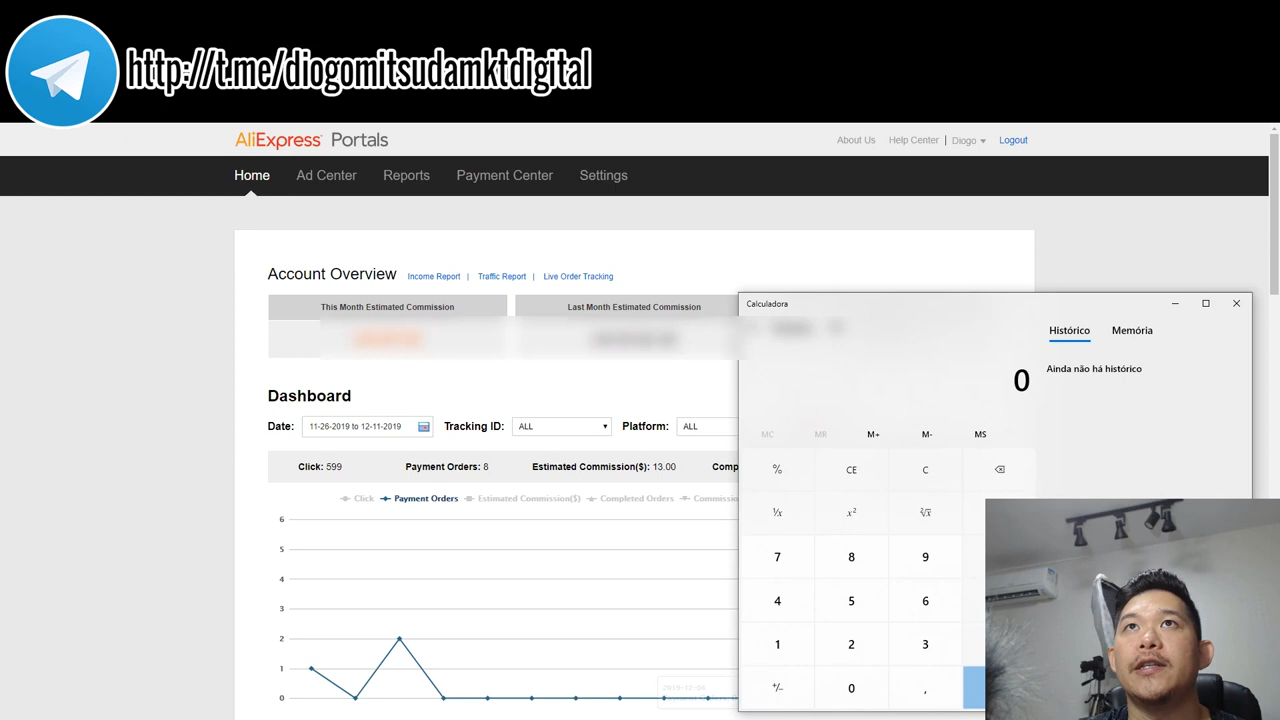 http://t.me/diogomitsudamktdigital
AliExpress Portals
About Us Help Center | Diogo Logout
Home Ad Center Reports Payment Center Settings
Account Overview Income Report | Traffic Report | Live Order Tracking
This Month Estimated Commission Last Month Estimated Commission
Dashboard
Date: 11-26-2019 to 12-11-2019 Tracking ID: ALL Platform: ALL
Click: 599 Payment Orders: 8 Estimated Commission($): 13.00 Comp
Click Payment Orders Estimated Commission($) Completed Orders Commission
6
5
4
3
2
1
0
2019-12-04
Calculadora
Histórico Memória
Ainda não há histórico
0
MC MR M+ M- MS
% CE C
¹/x x² ²√x
7 8 9
4 5 6
1 2 3
+/- 0 ,